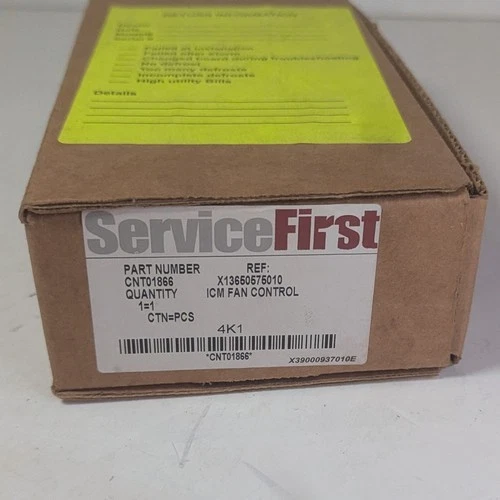 Failed at installation
Failed after storm
Changed board during troubleshooting
No defrost
Too many defrosts
Incomplete defrosts
High utility Bills
Details
ServiceFirst
PART NUMBER REF:
CNT01866 X13650575010
QUANTITY ICM FAN CONTROL
1=1
CTN=PCS
4K1
*CNT01866*
X39000937010E